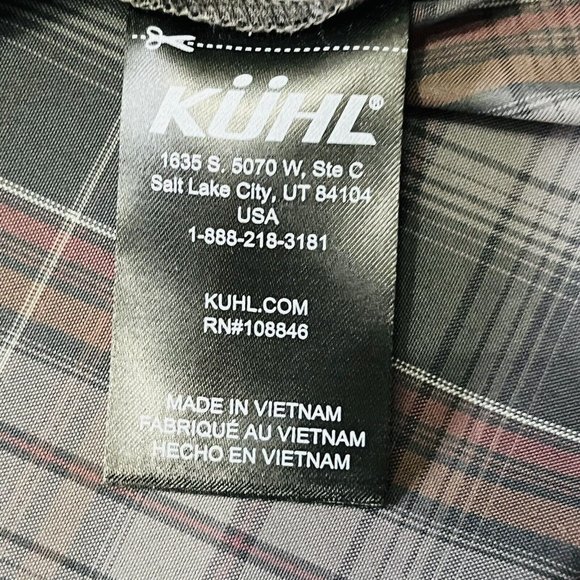 KÜHL®
1635 S. 5070 W, Ste C
Salt Lake City, UT 84104
USA
1-888-218-3181
KUHL.COM
RN#108846
MADE IN VIETNAM
FABRIQUÉ AU VIETNAM
HECHO EN VIETNAM